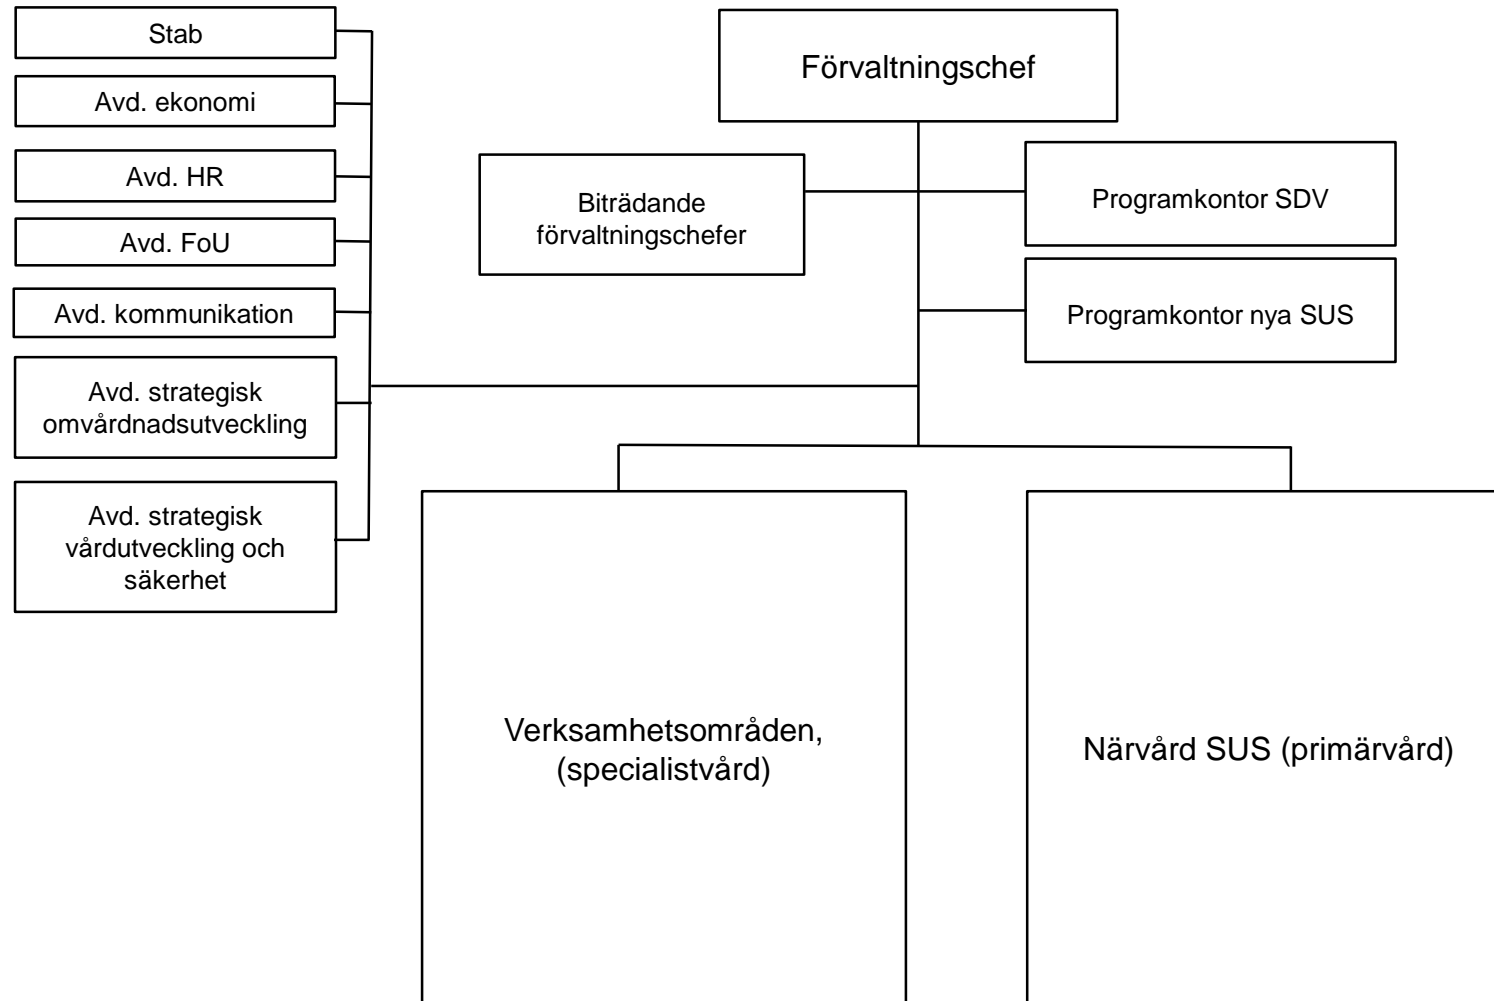 Stab
Avd. ekonomi
Avd. HR
Avd. FoU
Avd. kommunikation
Avd. strategisk
omvårdnadsutveckling
Avd. strategisk
vårdutveckling och
säkerhet
Förvaltningschef
Biträdande
förvaltningschefer
Programkontor SDV
Programkontor nya SUS
Verksamhetsområden,
(specialistvård)
Närvård SUS (primärvård)